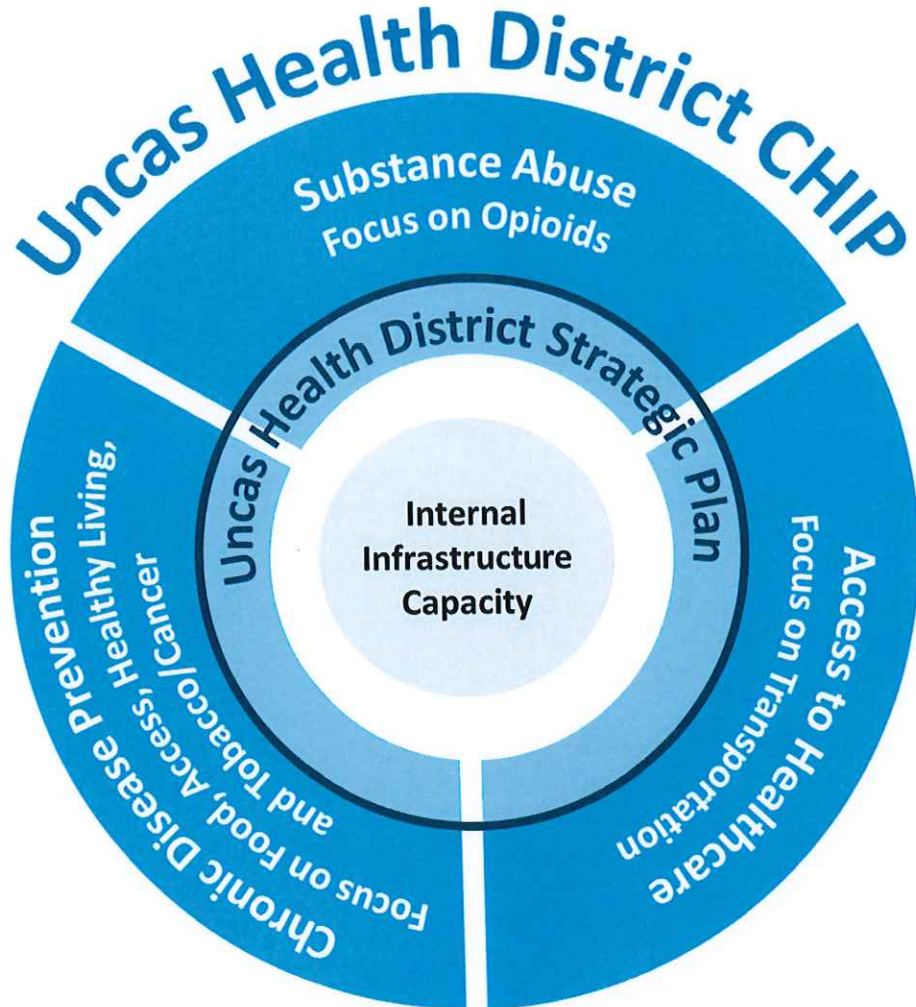 Uncas Health District CHIP
Substance Abuse
Focus on Opioids
Uncas Health District Strategic Plan
Internal
Infrastructure
Capacity
Access to Healthcare
Focus on Transportation
Chronic Disease Prevention
Focus on Food, Access, Healthy Living,
and Tobacco/Cancer